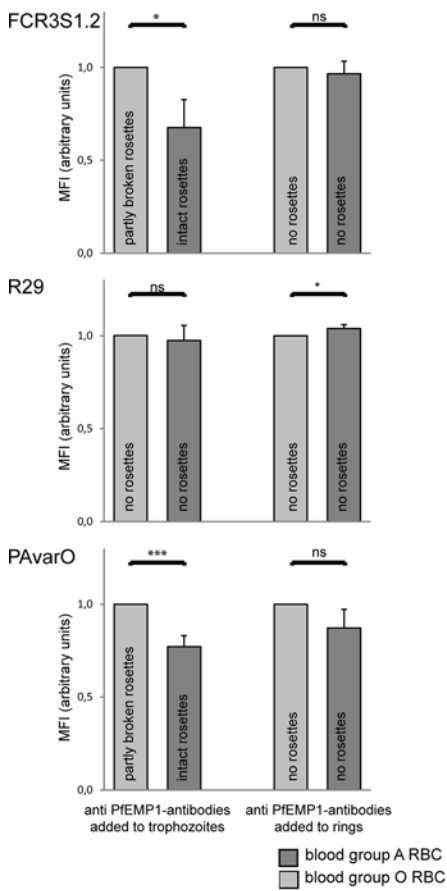 FCR3S1.2
* ns
MFI (arbitrary units)
1,0
0,5
0,0
partly broken rosettes
intact rosettes
no rosettes
no rosettes
R29
ns *
MFI (arbitrary units)
1,0
0,5
0,0
no rosettes
no rosettes
no rosettes
no rosettes
PAvarO
*** ns
MFI (arbitrary units)
1,0
0,5
0,0
partly broken rosettes
intact rosettes
no rosettes
no rosettes
anti PfEMP1-antibodies
added to trophozoites
anti PfEMP1-antibodies
added to rings
blood group A RBC
blood group O RBC